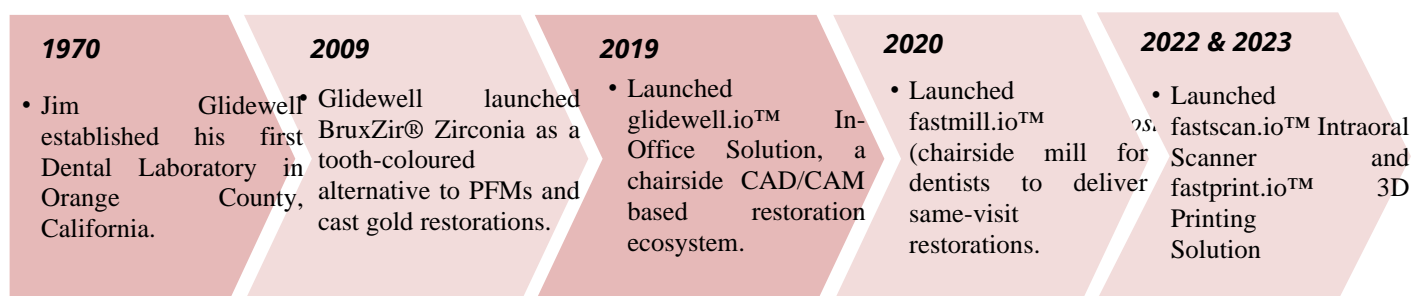 1970
• Jim Glidewell
established his first
Dental Laboratory in
Orange County,
California.
2009
• Glidewell launched
BruxZir® Zirconia as a
tooth-coloured
alternative to PFMs and
cast gold restorations.
2019
• Launched
glidewell.io™ In-
Office Solution, a
chairside CAD/CAM
based restoration
ecosystem.
2020
• Launched
fastmill.io™
(chairside mill for
dentists to deliver
same-visit
restorations.
2022 & 2023
• Launched
fastscan.io™ Intraoral
Scanner and
fastprint.io™ 3D
Printing
Solution